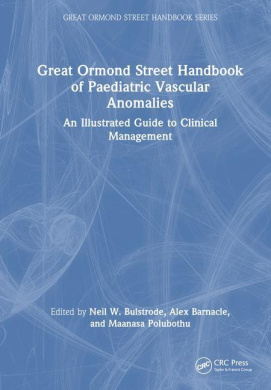 GREAT ORMOND STREET HANDBOOK SERIES
Great Ormond Street Handbook
of Paediatric Vascular
Anomalies
An Illustrated Guide to Clinical
Management
Edited by Neil W. Bulstrode, Alex Barnacle,
and Maanasa Polubothu
CRC Press
Taylor & Francis Group